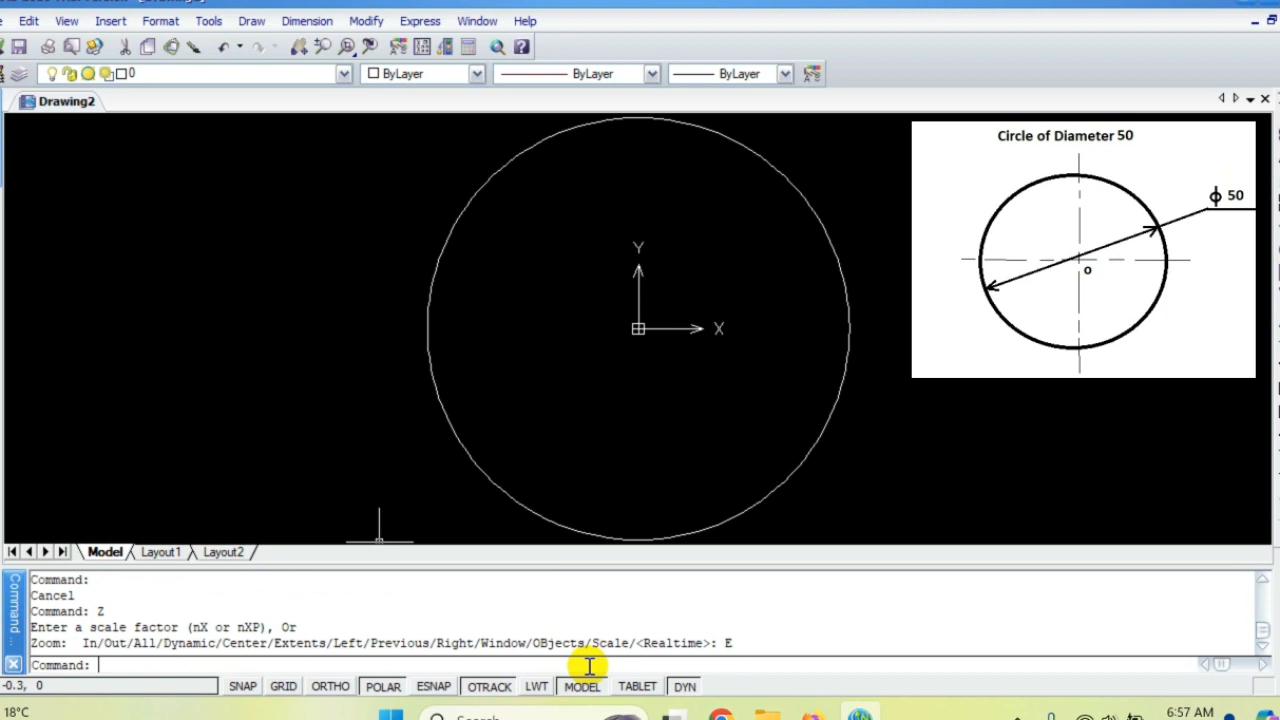 Edit View Insert Format Tools Draw Dimension Modify Express Window Help
0 ByLayer ByLayer ByLayer
Drawing2
Circle of Diameter 50
ϕ 50
o
Y
X
Model Layout1 Layout2
Command
Command:
Cancel
Command: Z
Enter a scale factor (nX or nXP), Or
Zoom: In/Out/All/Dynamic/Center/Extents/Left/Previous/Right/Window/OBjects/Scale/<Realtime>: E
Command:
-0.3, 0 SNAP GRID ORTHO POLAR ESNAP OTRACK LWT MODEL TABLET DYN
18°C Search 6:57 AM